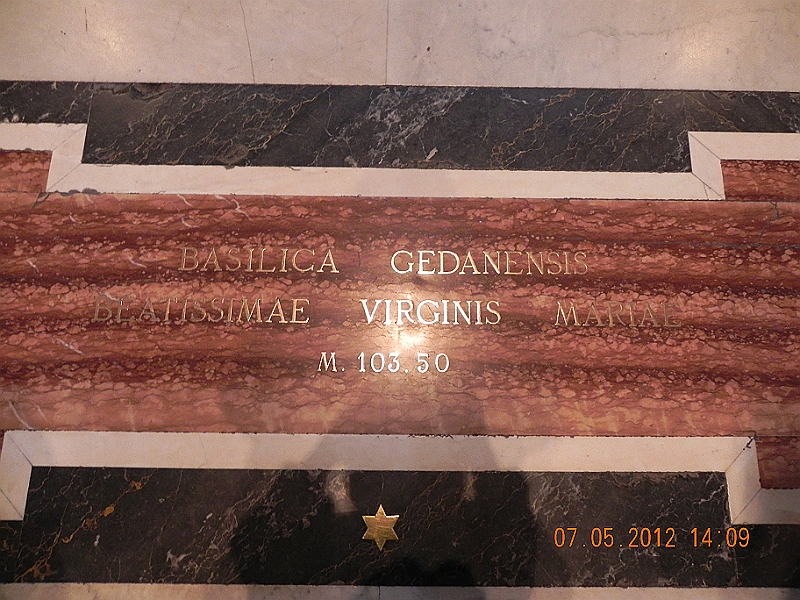 BASILICA GEDANENSIS
BEATISSIMAE VIRGINIS MARIAE
M. 103.50
07.05.2012 14:09